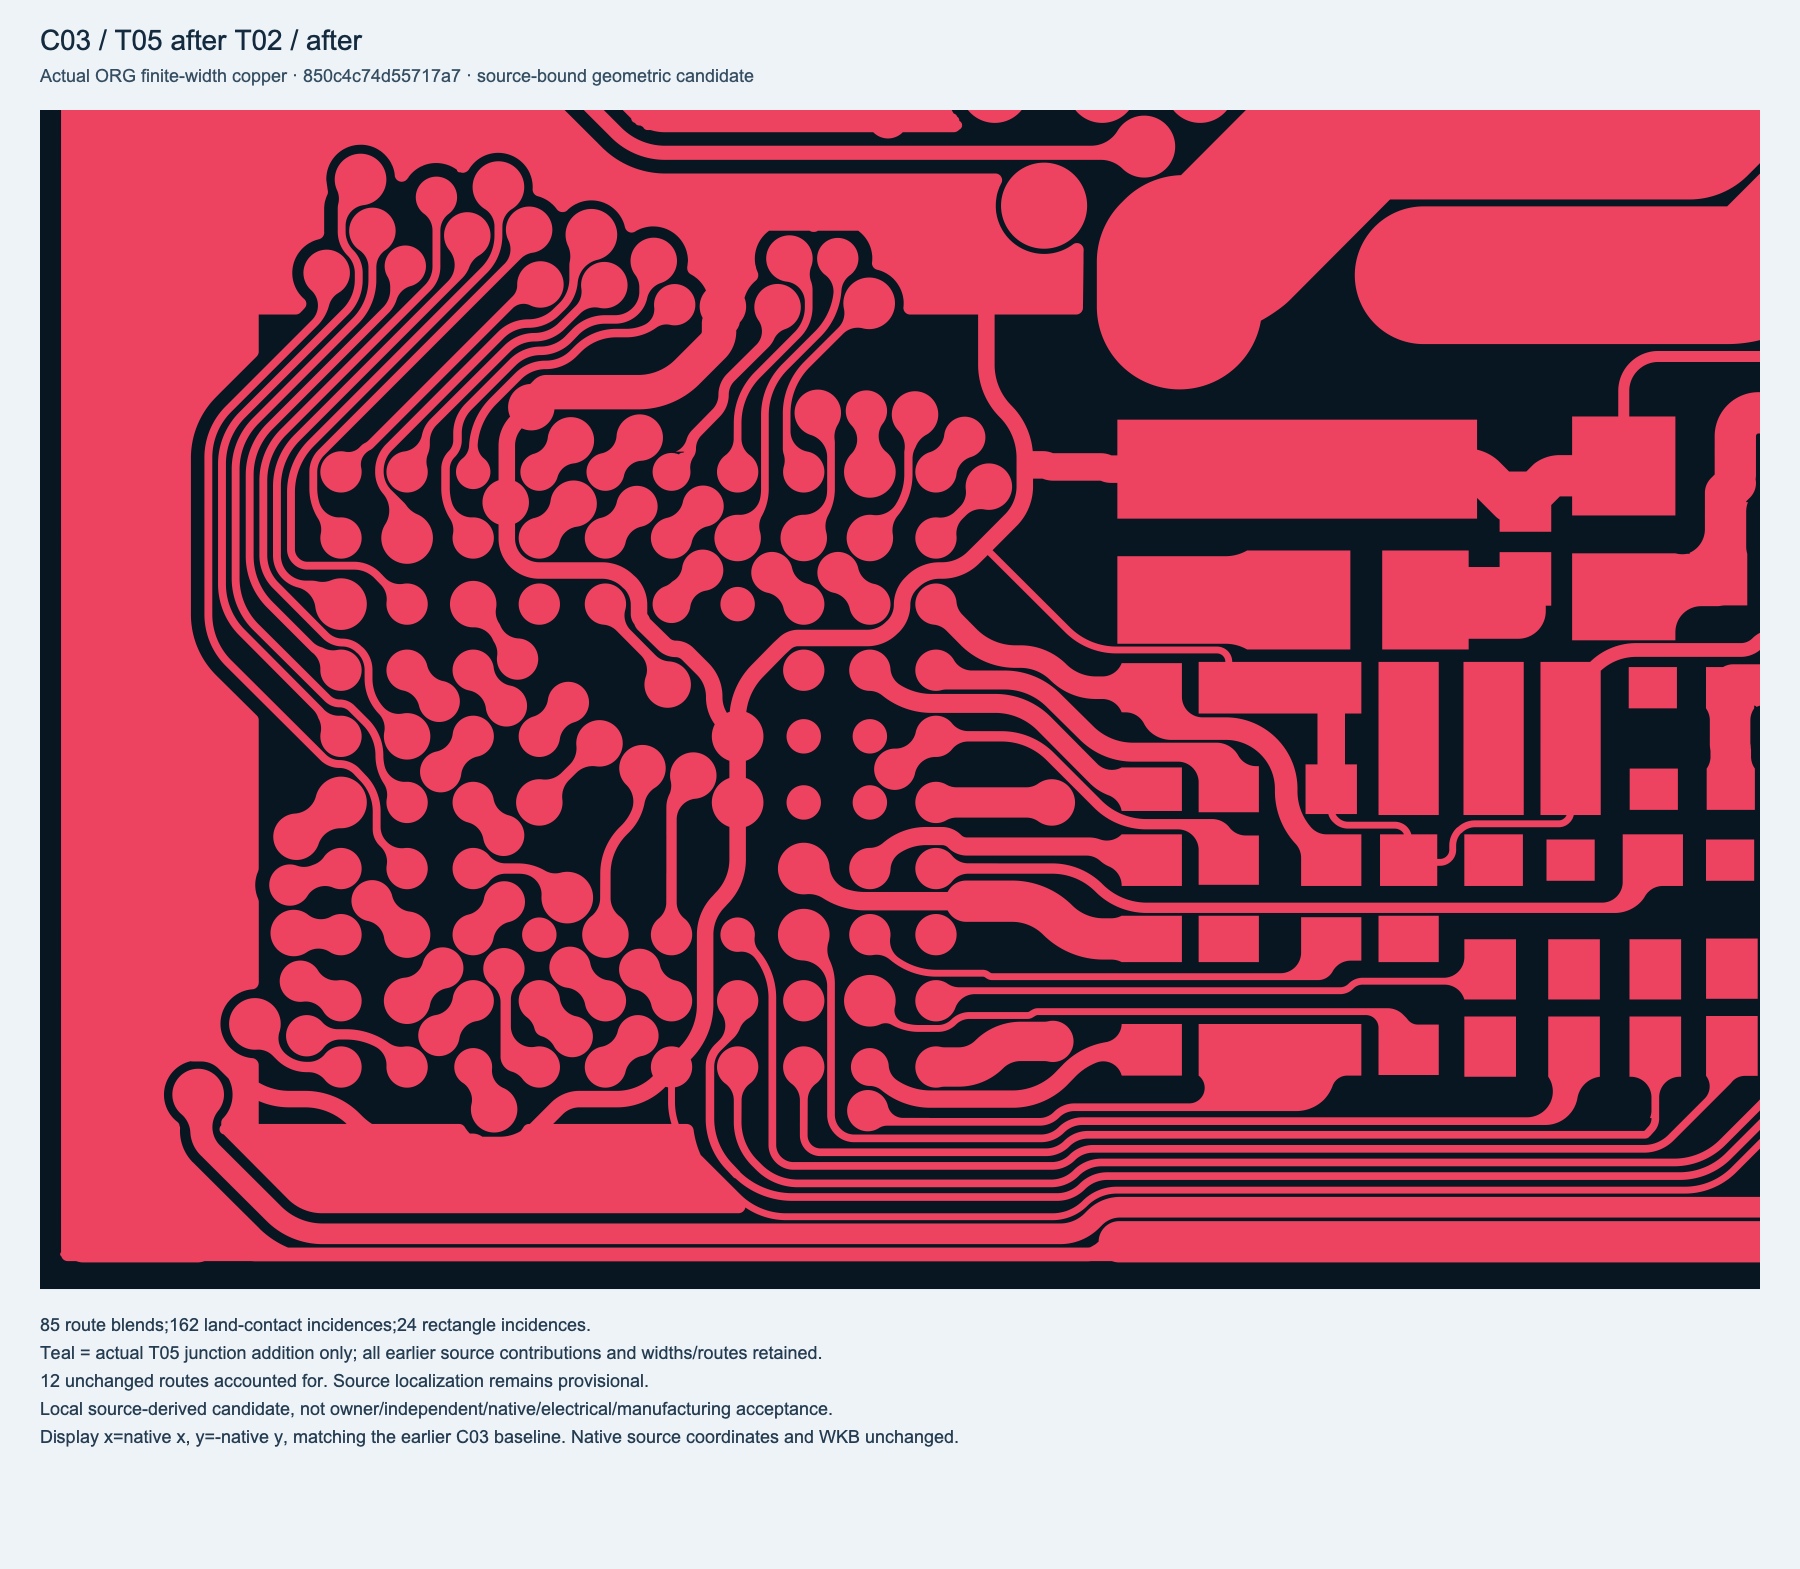 C03 / T05 after T02 / after
Actual ORG finite-width copper · 850c4c74d55717a7 · source-bound geometric candidate
85 route blends;162 land-contact incidences;24 rectangle incidences.
Teal = actual T05 junction addition only; all earlier source contributions and widths/routes retained.
12 unchanged routes accounted for. Source localization remains provisional.
Local source-derived candidate, not owner/independent/native/electrical/manufacturing acceptance.
Display x=native x, y=-native y, matching the earlier C03 baseline. Native source coordinates and WKB unchanged.